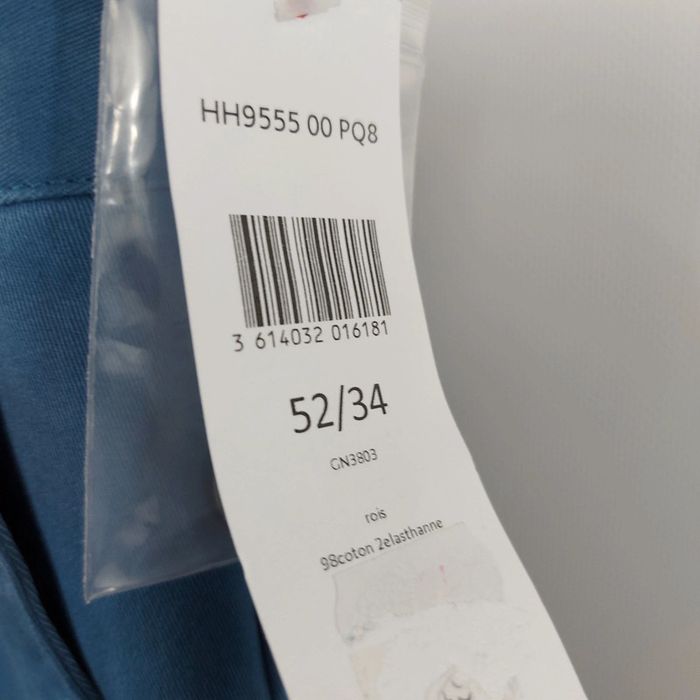 HH9555 00 PQ8
3 614032 016181
52/34
GN3803
rois
98coton 2elasthanne